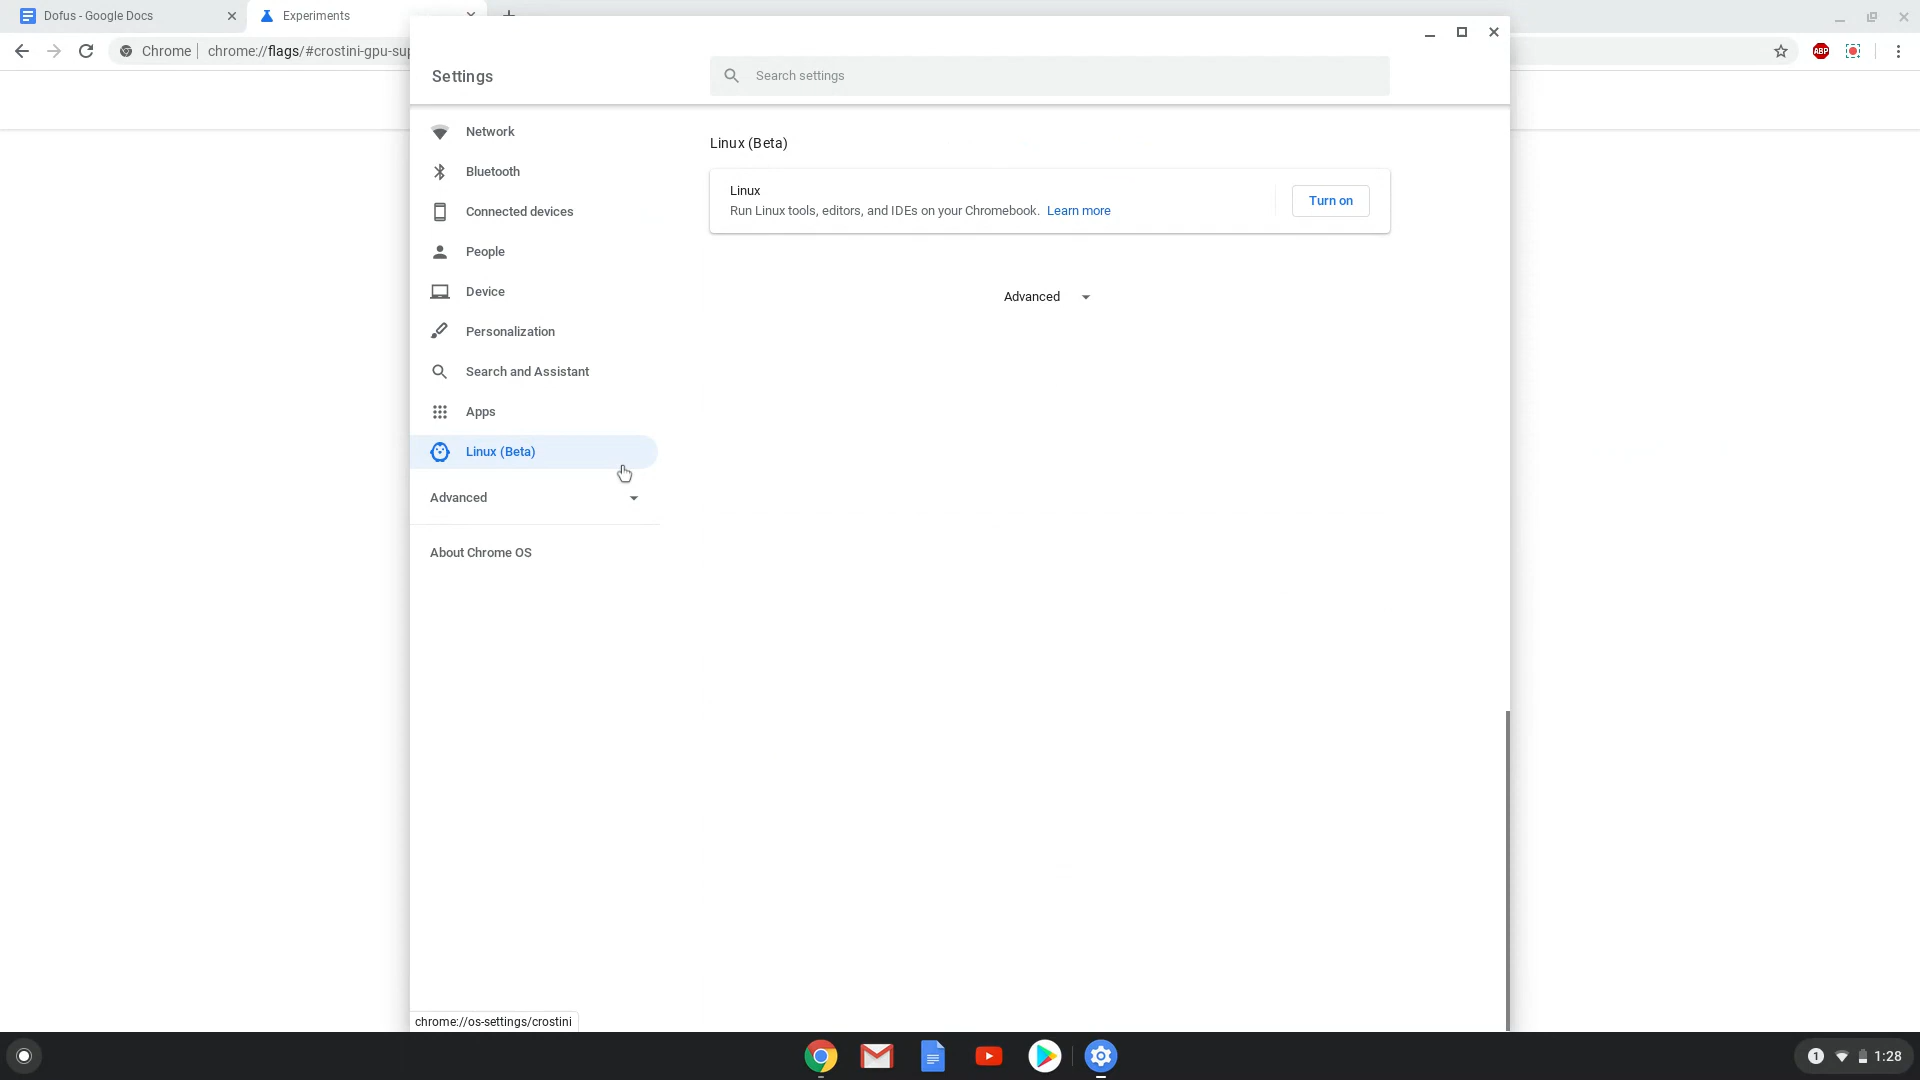 Dofus - Google Docs
Experiments
Chrome | chrome://flags/#crostini-gpu-sup
ABP
Settings
Search settings
Network
Bluetooth
Connected devices
People
Device
Personalization
Search and Assistant
Apps
Linux (Beta)
Advanced
About Chrome OS
Linux (Beta)
Linux
Run Linux tools, editors, and IDEs on your Chromebook. Learn more
Turn on
Advanced
chrome://os-settings/crostini
1
1:28